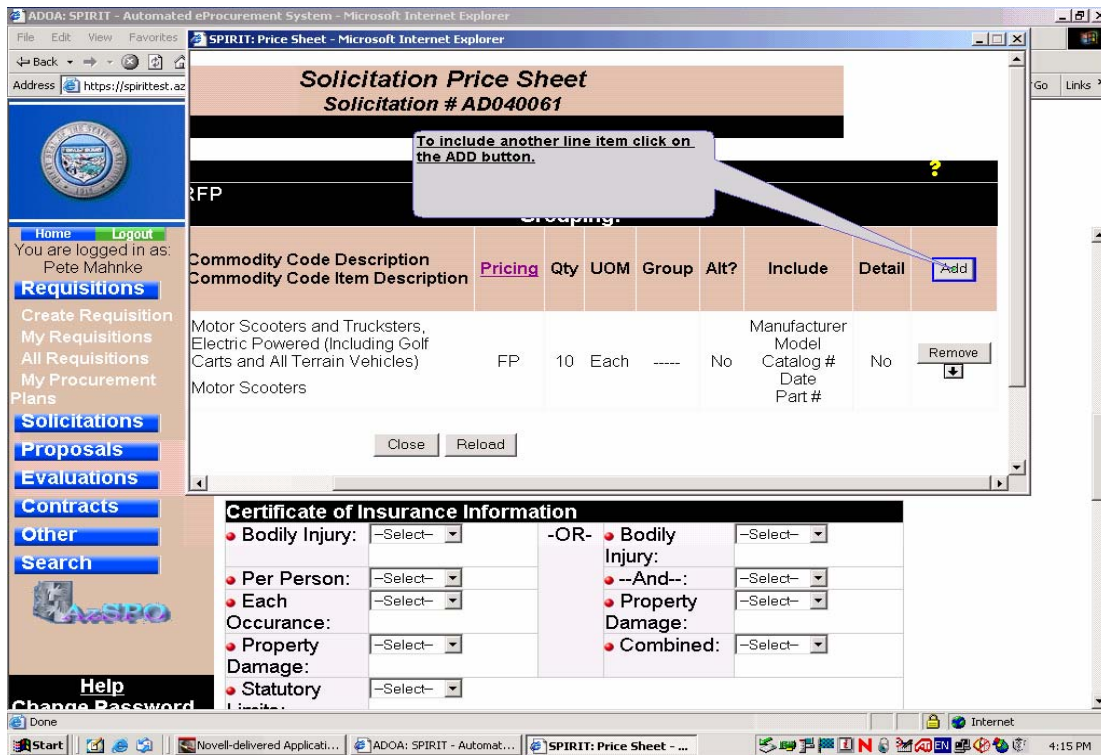 ADOA: SPIRIT - Automated eProcurement System - Microsoft Internet Explorer
File Edit View Favorites
Back
Address https://spirittest.az
Go Links
SPIRIT: Price Sheet - Microsoft Internet Explorer
Solicitation Price Sheet
Solicitation # AD040061
To include another line item click on
the ADD button.
?
RFP
Grouping:
Commodity Code Description
Commodity Code Item Description
Pricing Qty UOM Group Alt? Include Detail Add
Motor Scooters and Trucksters,
Electric Powered (Including Golf
Carts and All Terrain Vehicles)
Motor Scooters
FP 10 Each ----- No
Manufacturer
Model
Catalog #
Date
Part #
No
Remove
Close Reload
Home Logout
You are logged in as:
Pete Mahnke
Requisitions
Create Requisition
My Requisitions
All Requisitions
My Procurement
Plans
Solicitations
Proposals
Evaluations
Contracts
Other
Search
AzSPO
Help
Change Password
Certificate of Insurance Information
Bodily Injury: --Select-- -OR- Bodily
Injury: --Select--
Per Person: --Select-- --And--: --Select--
Each
Occurance: --Select-- Property
Damage: --Select--
Property
Damage: --Select-- Combined: --Select--
Statutory
Limits: --Select--
Done
Internet
Start Novell-delivered Applicati... ADOA: SPIRIT - Automat... SPIRIT: Price Sheet - ... EN 4:15 PM